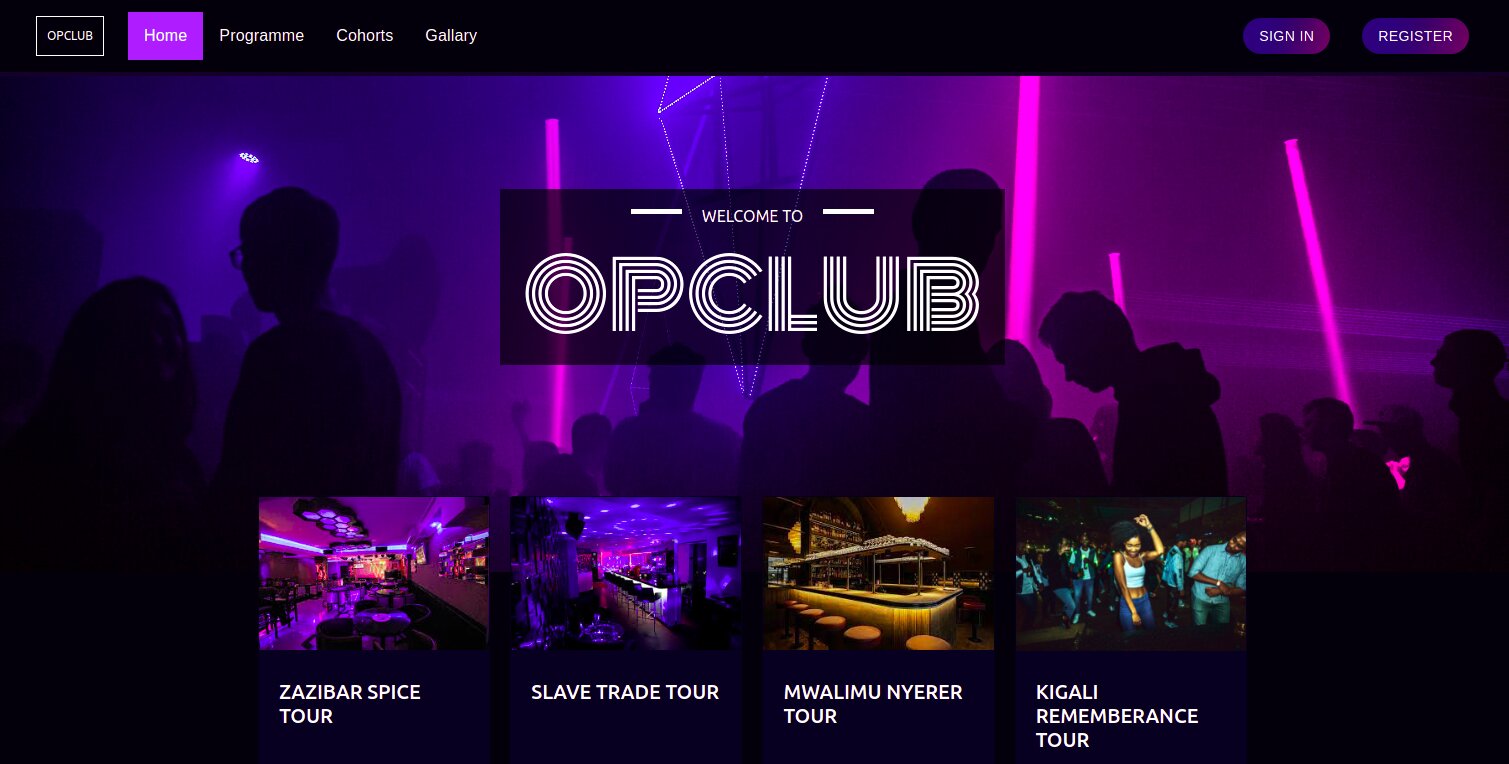 OPCLUB
Home
Programme
Cohorts
Gallary
SIGN IN
REGISTER
WELCOME TO
OPCLUB
ZAZIBAR SPICE
TOUR
SLAVE TRADE TOUR
MWALIMU NYERER
TOUR
KIGALI
REMEMBERANCE
TOUR